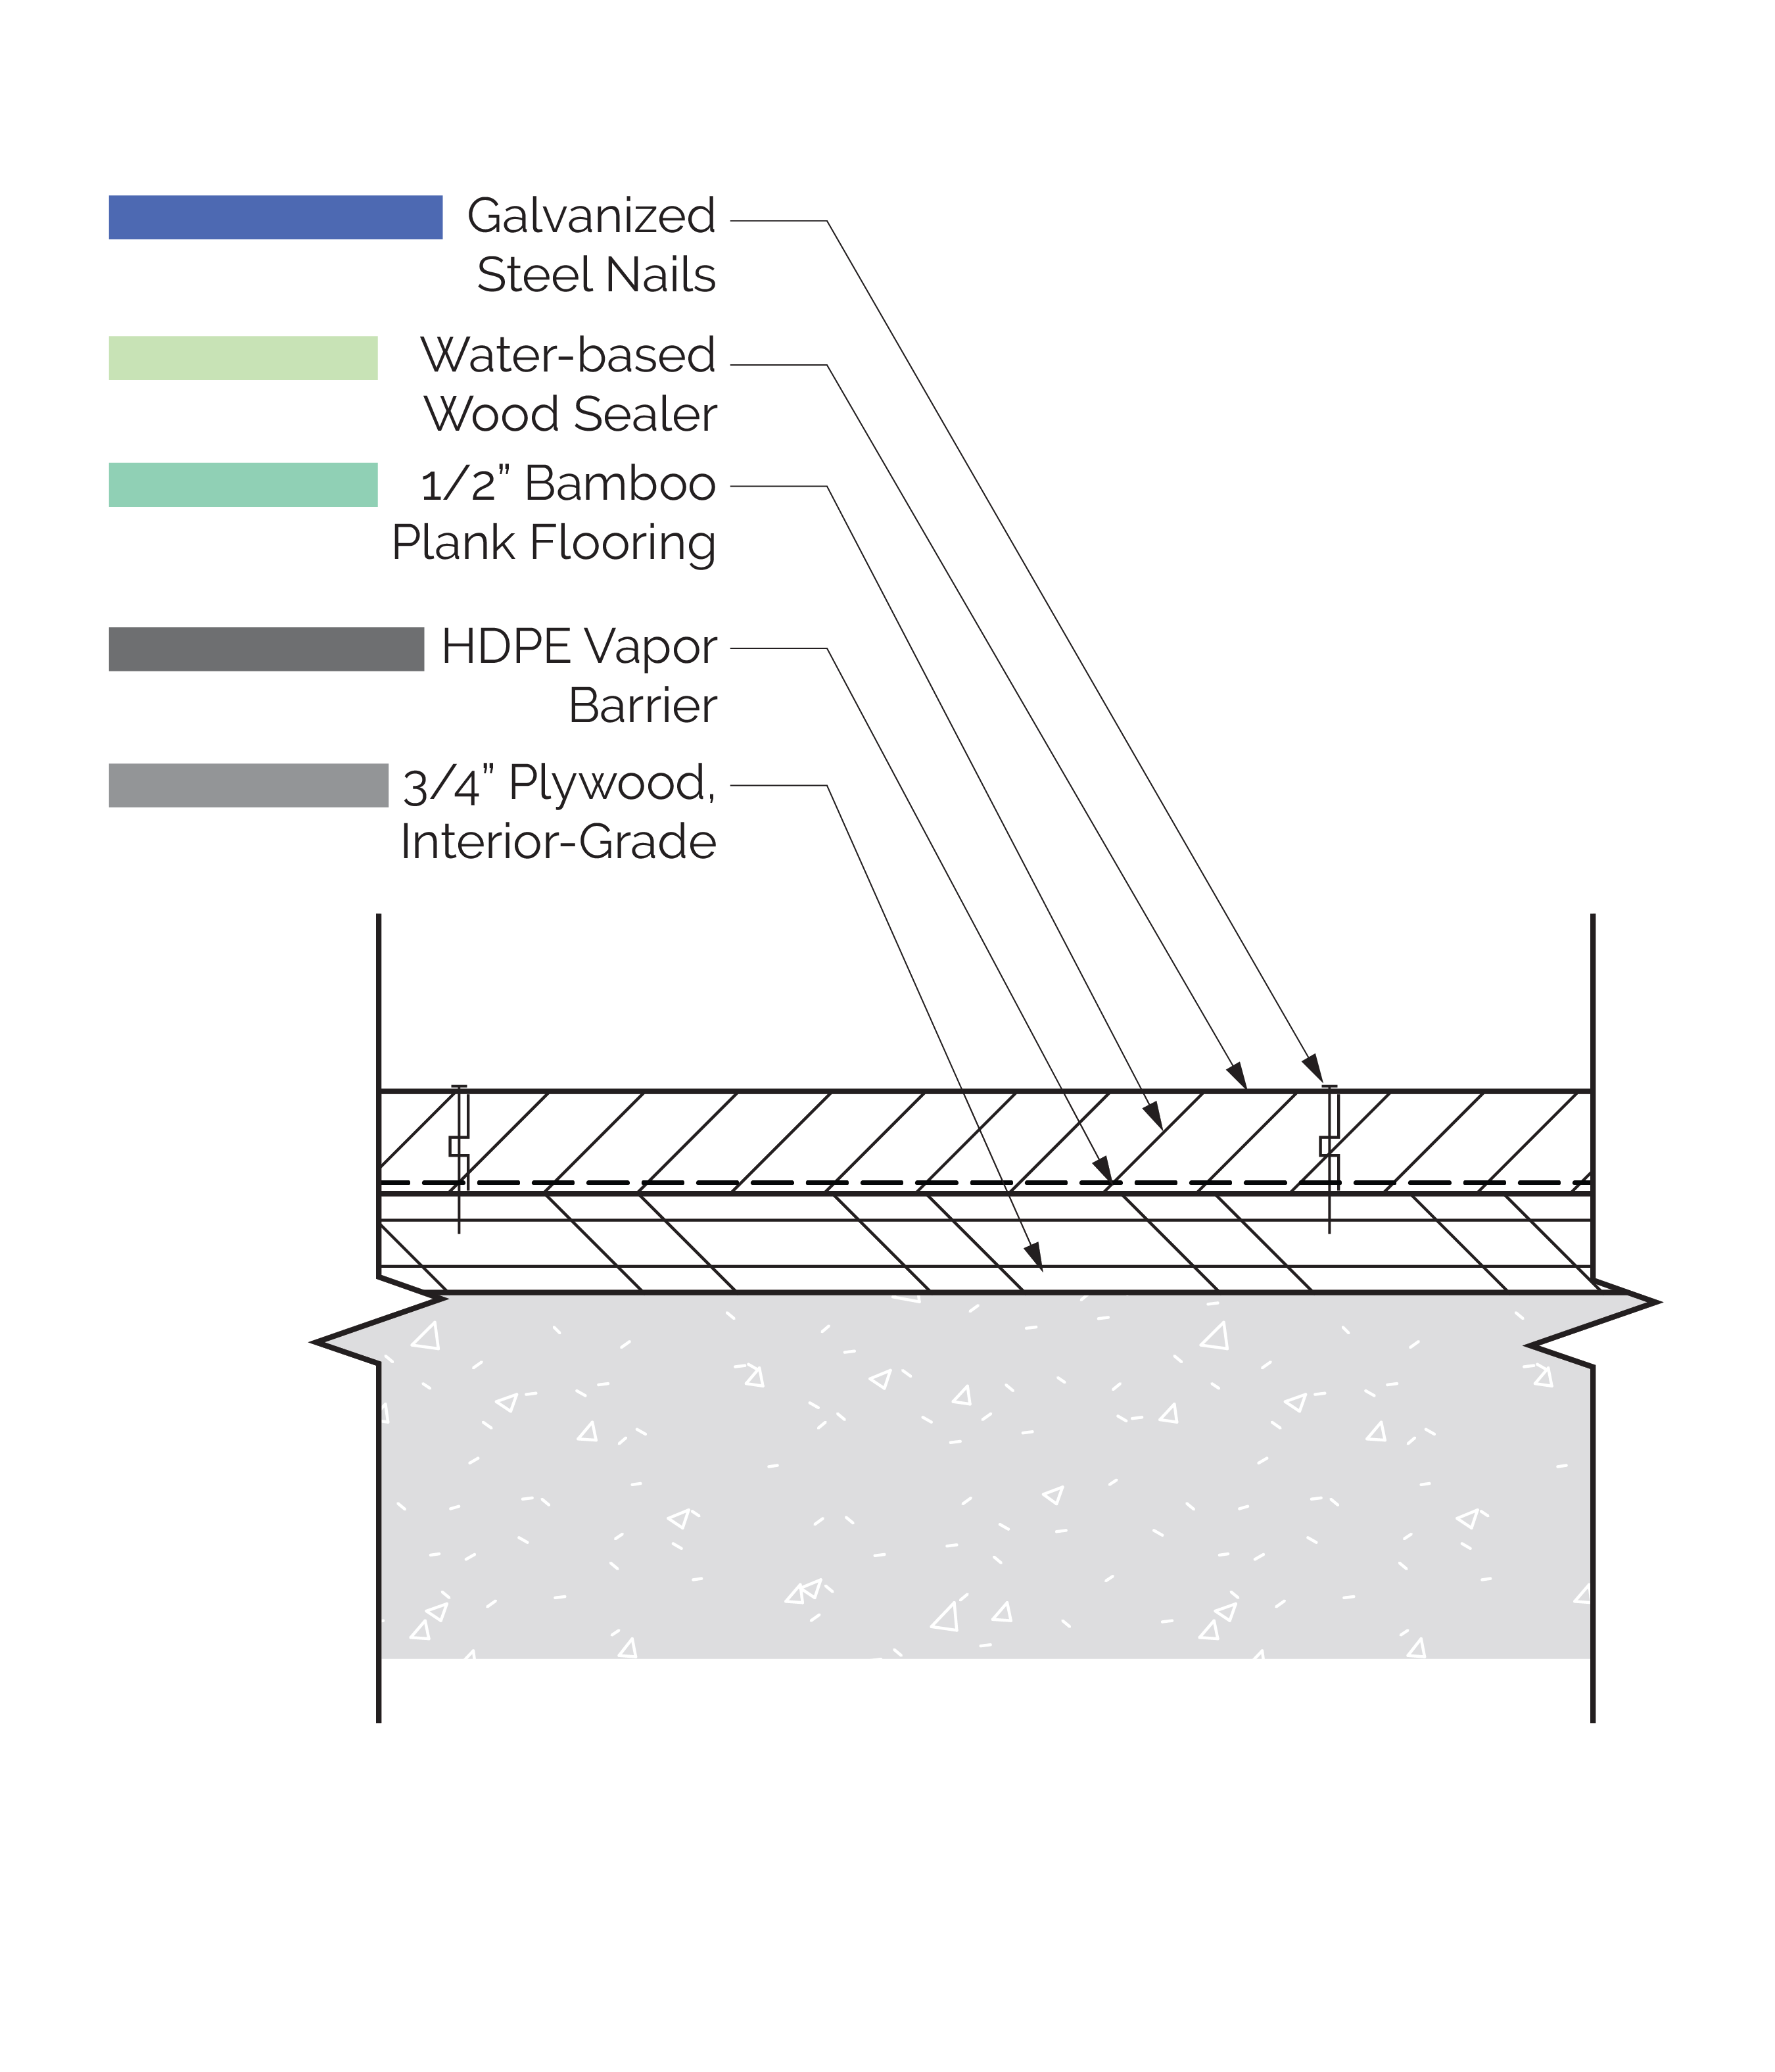 Galvanized
Steel Nails
Water-based
Wood Sealer
1/2” Bamboo
Plank Flooring
HDPE Vapor
Barrier
3/4” Plywood,
Interior-Grade